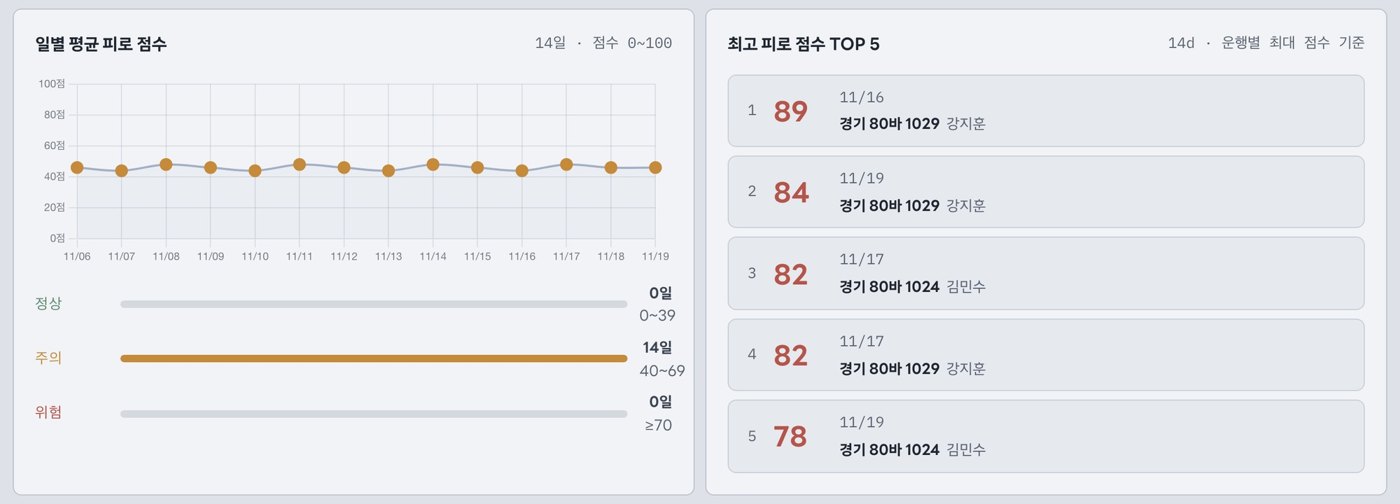 일별 평균 피로 점수
14일 · 점수 0~100
100점
80점
60점
40점
20점
0점
11/06 11/07 11/08 11/09 11/10 11/11 11/12 11/13 11/14 11/15 11/16 11/17 11/18 11/19
정상
0일
0~39
주의
14일
40~69
위험
0일
≥70
최고 피로 점수 TOP 5
14d · 운행별 최대 점수 기준
1 89
11/16
경기 80바 1029 강지훈
2 84
11/19
경기 80바 1029 강지훈
3 82
11/17
경기 80바 1024 김민수
4 82
11/17
경기 80바 1029 강지훈
5 78
11/19
경기 80바 1024 김민수